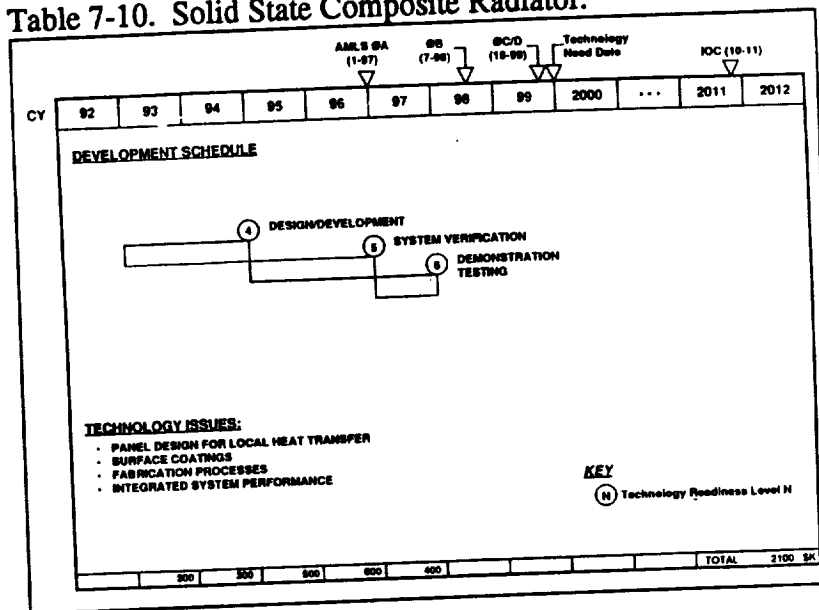 Table 7-10. Solid State Composite Radiator.
AMLS ØA (1-97)
ØB (7-98)
ØC/D (10-99)
Technology Need Date
IOC (10-11)
CY 92 93 94 95 96 97 98 99 2000 ... 2011 2012
DEVELOPMENT SCHEDULE
4 DESIGN/DEVELOPMENT
5 SYSTEM VERIFICATION
6 DEMONSTRATION
TESTING
TECHNOLOGY ISSUES:
· PANEL DESIGN FOR LOCAL HEAT TRANSFER
· SURFACE COATINGS
· FABRICATION PROCESSES
· INTEGRATED SYSTEM PERFORMANCE
KEY
N Technology Readiness Level N
300 400 TOTAL 2100 $K